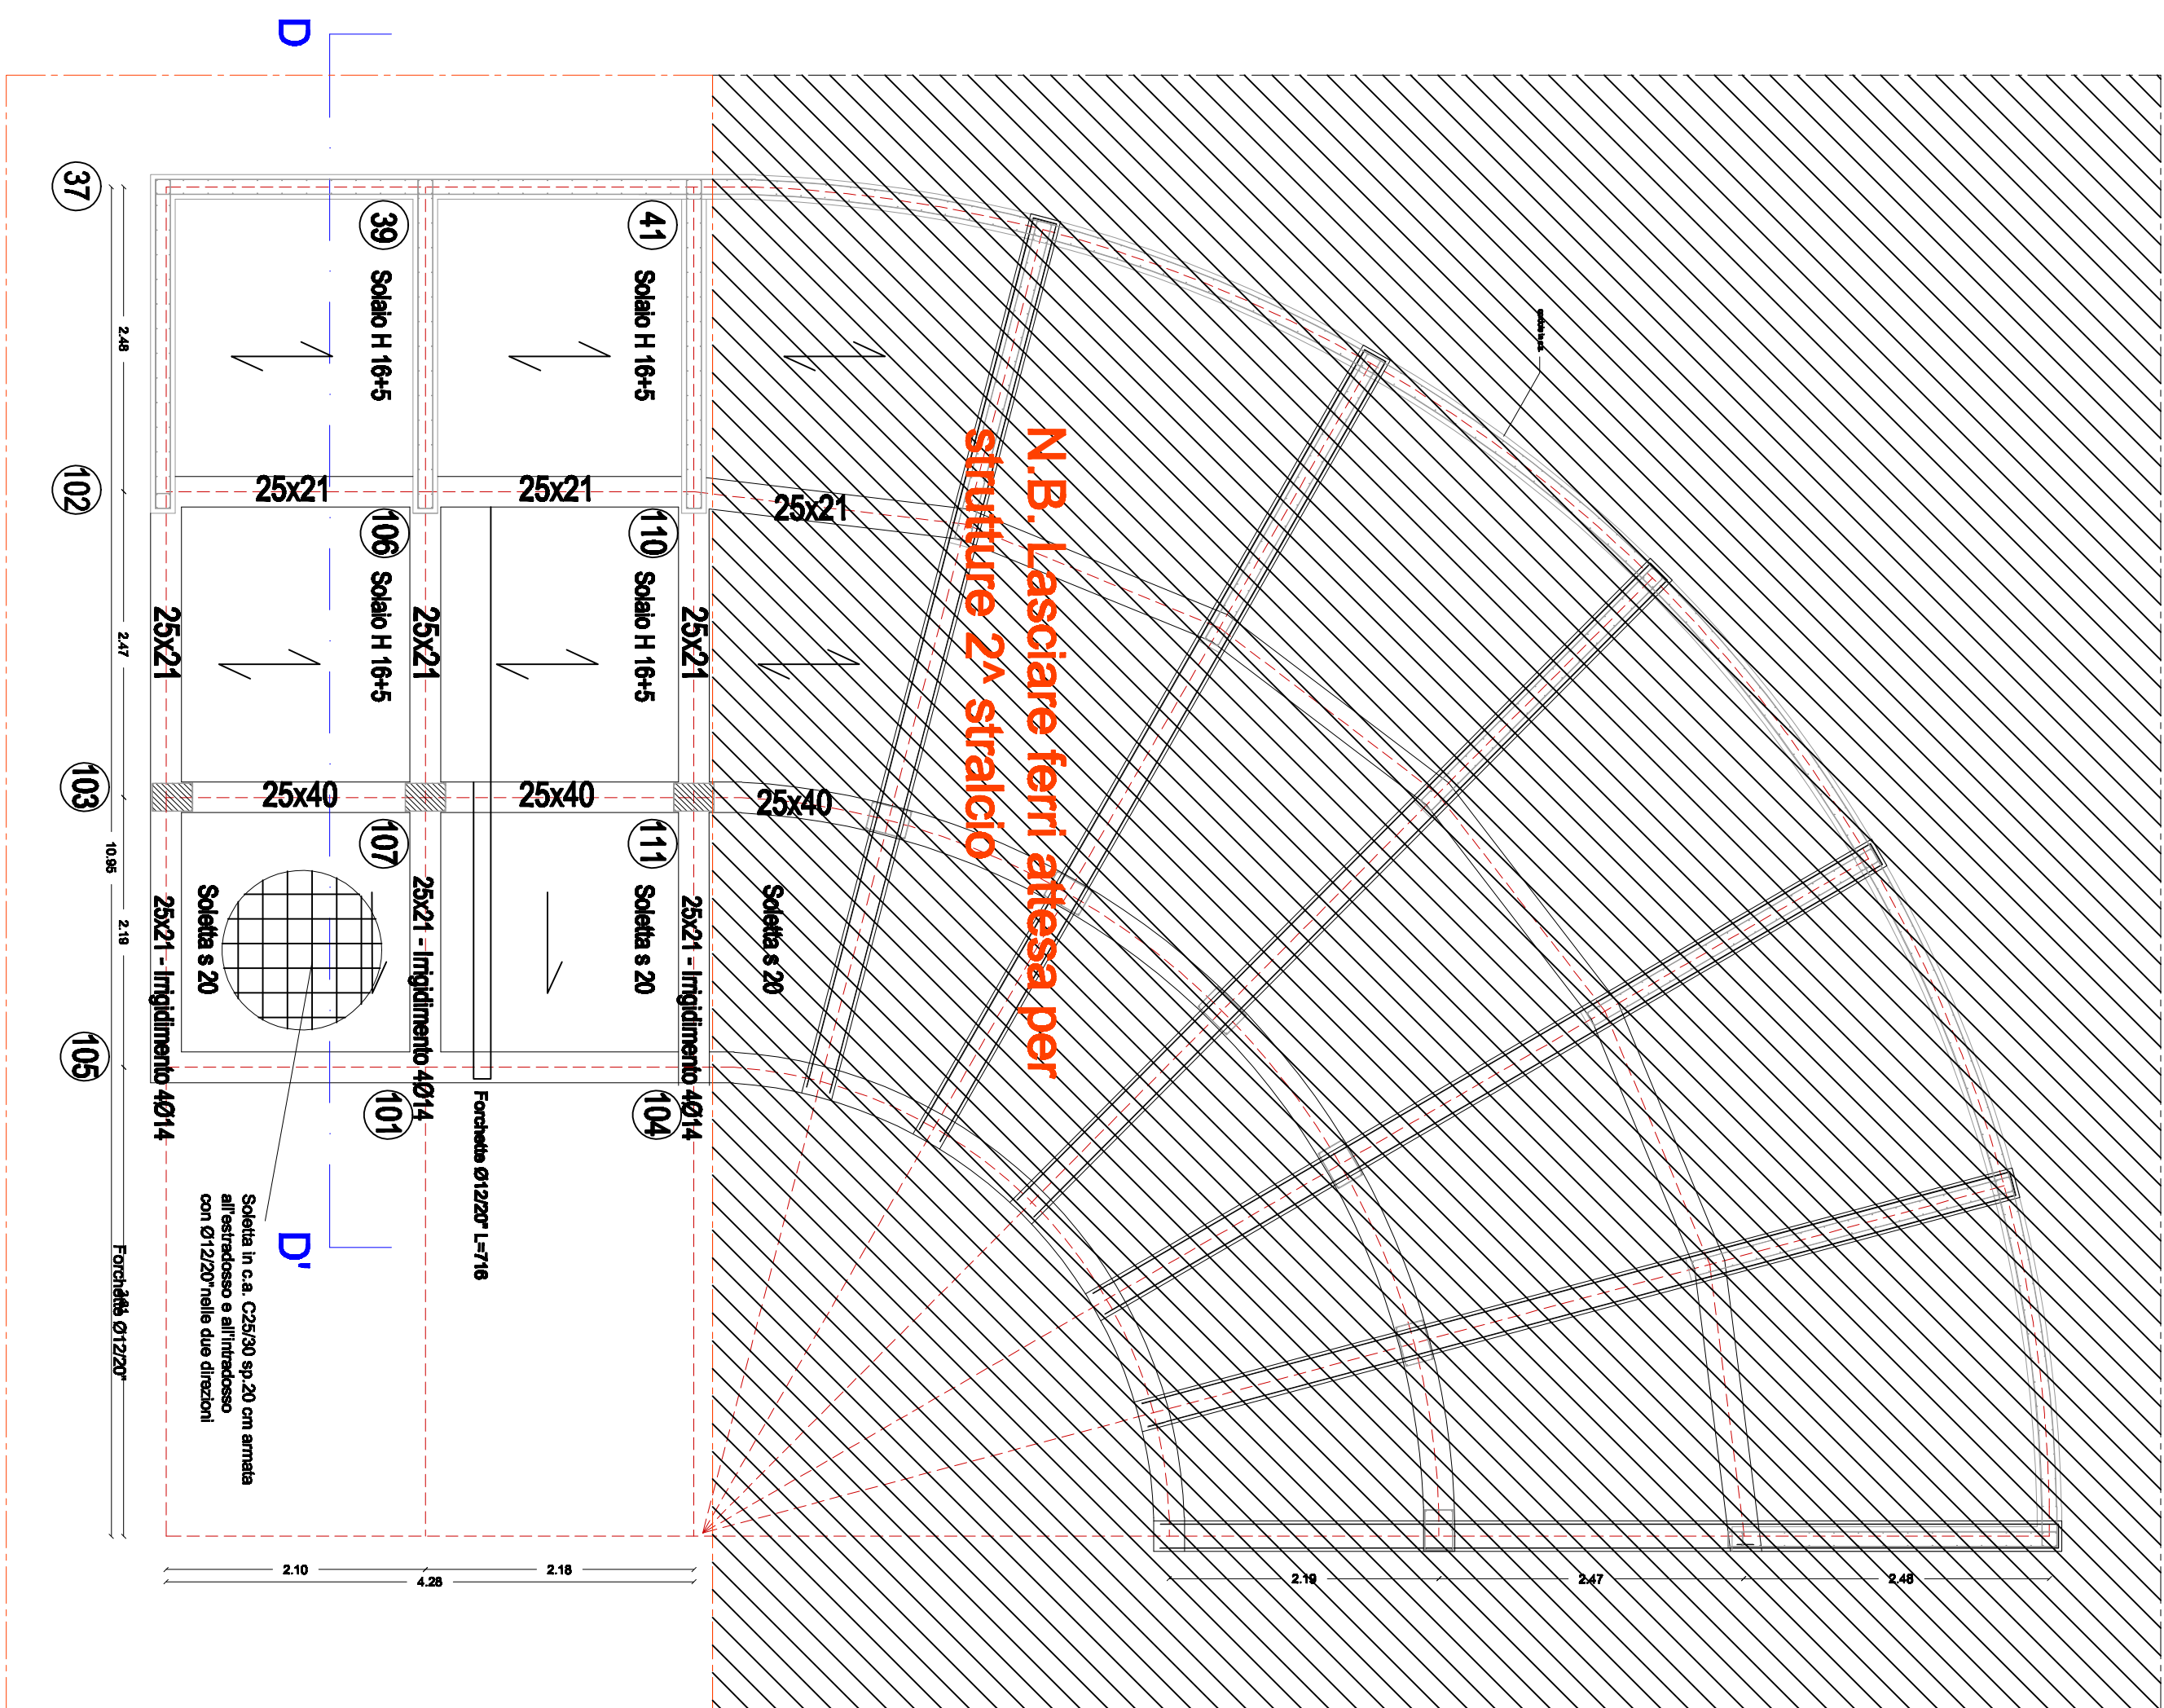 D
D'
37
102
103
105
2.48
2.47
10.95
2.19
Forchette Ø12/20"
39
Solaio H 16+5
41
Solaio H 16+5
25x21
25x21
25x21
106
Solaio H 16+5
110
Solaio H 16+5
25x21
25x21
25x21
25x40
25x40
25x40
107
111
Soletta s 20
Soletta s 20
Soletta s 20
25x21 - Irrigidimento 4Ø14
25x21 - Irrigidimento 4Ø14
25x21 - Irrigidimento 4Ø14
101
104
Forchette Ø12/20" L=716
Soletta in c.a. C25/30 sp.20 cm armata
all'estradosso e all'intradosso
con Ø12/20"nelle due direzioni
N.B. Lasciare ferri attesa per
strutture 2^ stralcio
2.10
2.18
4.28
2.19
2.47
2.48